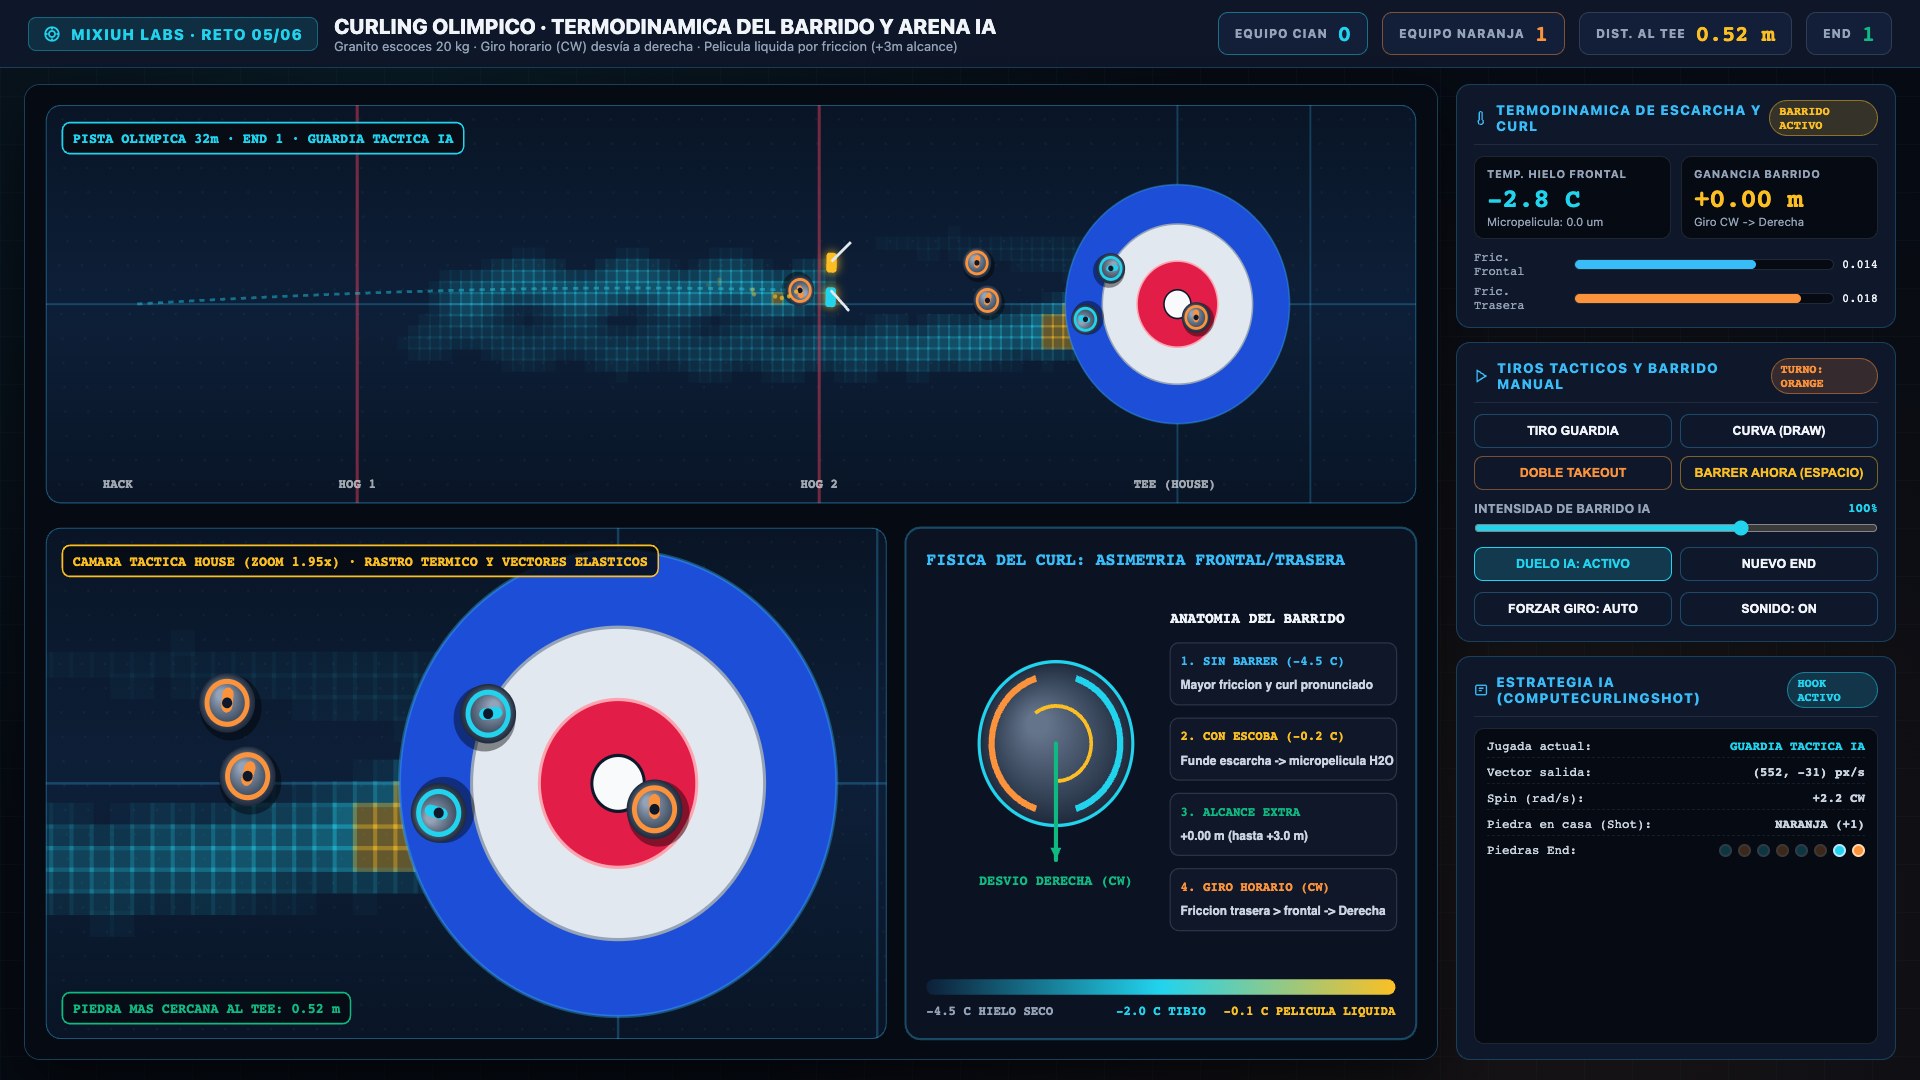 MIXIUH LABS · RETO 05/06
CURLING OLIMPICO · TERMODINAMICA DEL BARRIDO Y ARENA IA
Granito escoces 20 kg · Giro horario (CW) desvía a derecha · Pelicula liquida por friccion (+3m alcance)
EQUIPO CIAN 0
EQUIPO NARANJA 1
DIST. AL TEE 0.52 m
END 1
PISTA OLIMPICA 32m · END 1 · GUARDIA TACTICA IA
HACK
HOG 1
HOG 2
TEE (HOUSE)
CAMARA TACTICA HOUSE (ZOOM 1.95x) · RASTRO TERMICO Y VECTORES ELASTICOS
PIEDRA MAS CERCANA AL TEE: 0.52 m
FISICA DEL CURL: ASIMETRIA FRONTAL/TRASERA
ANATOMIA DEL BARRIDO
1. SIN BARRER (-4.5 C)
Mayor friccion y curl pronunciado
2. CON ESCOBA (-0.2 C)
Funde escarcha -> micropelicula H2O
3. ALCANCE EXTRA
+0.00 m (hasta +3.0 m)
4. GIRO HORARIO (CW)
Friccion trasera > frontal -> Derecha
DESVIO DERECHA (CW)
-4.5 C HIELO SECO
-2.0 C TIBIO
-0.1 C PELICULA LIQUIDA
TERMODINAMICA DE ESCARCHA Y
CURL
BARRIDO
ACTIVO
TEMP. HIELO FRONTAL
-2.8 C
Micropelicula: 0.0 um
GANANCIA BARRIDO
+0.00 m
Giro CW -> Derecha
Fric.
Frontal
0.014
Fric.
Trasera
0.018
TIROS TACTICOS Y BARRIDO
MANUAL
TURNO:
ORANGE
TIRO GUARDIA
CURVA (DRAW)
DOBLE TAKEOUT
BARRER AHORA (ESPACIO)
INTENSIDAD DE BARRIDO IA
100%
DUELO IA: ACTIVO
NUEVO END
FORZAR GIRO: AUTO
SONIDO: ON
ESTRATEGIA IA
(COMPUTECURLINGSHOT)
HOOK
ACTIVO
Jugada actual: GUARDIA TACTICA IA
Vector salida: (552, -31) px/s
Spin (rad/s): +2.2 CW
Piedra en casa (Shot): NARANJA (+1)
Piedras End: